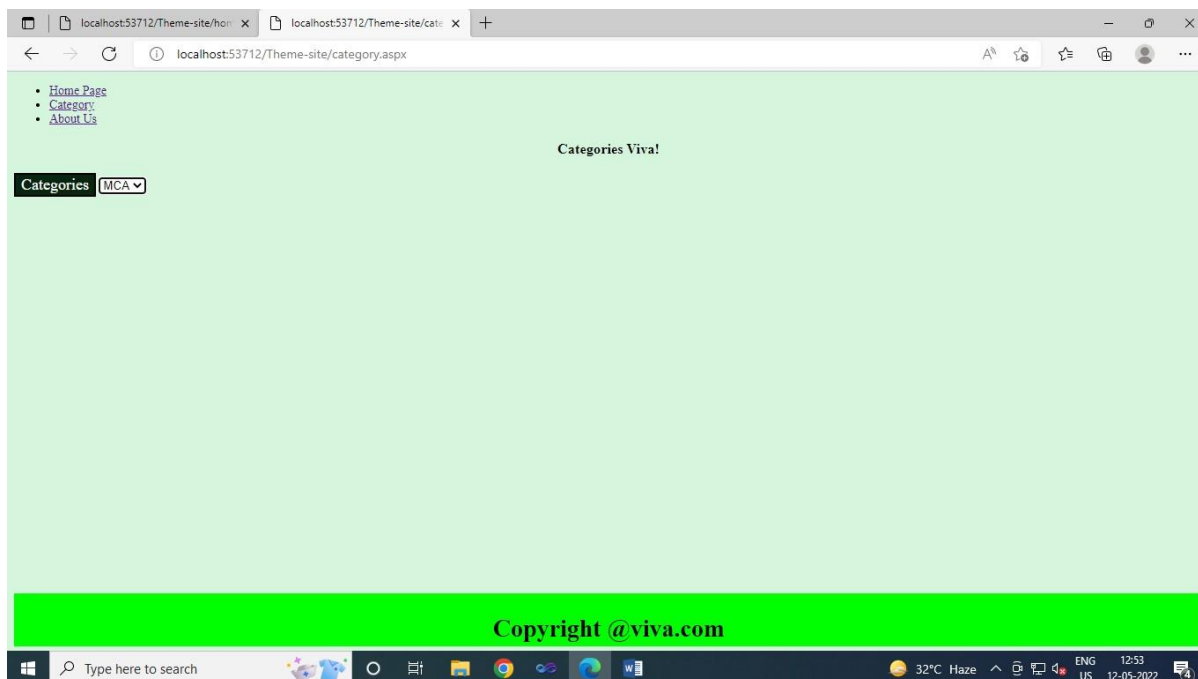 localhost:53712/Theme-site/hom
localhost:53712/Theme-site/cate
localhost:53712/Theme-site/category.aspx
Home Page
Category
About Us
Categories Viva!
Categories MCA
Copyright @viva.com
Type here to search
32°C Haze
ENG
US
12:53
12-05-2022
4